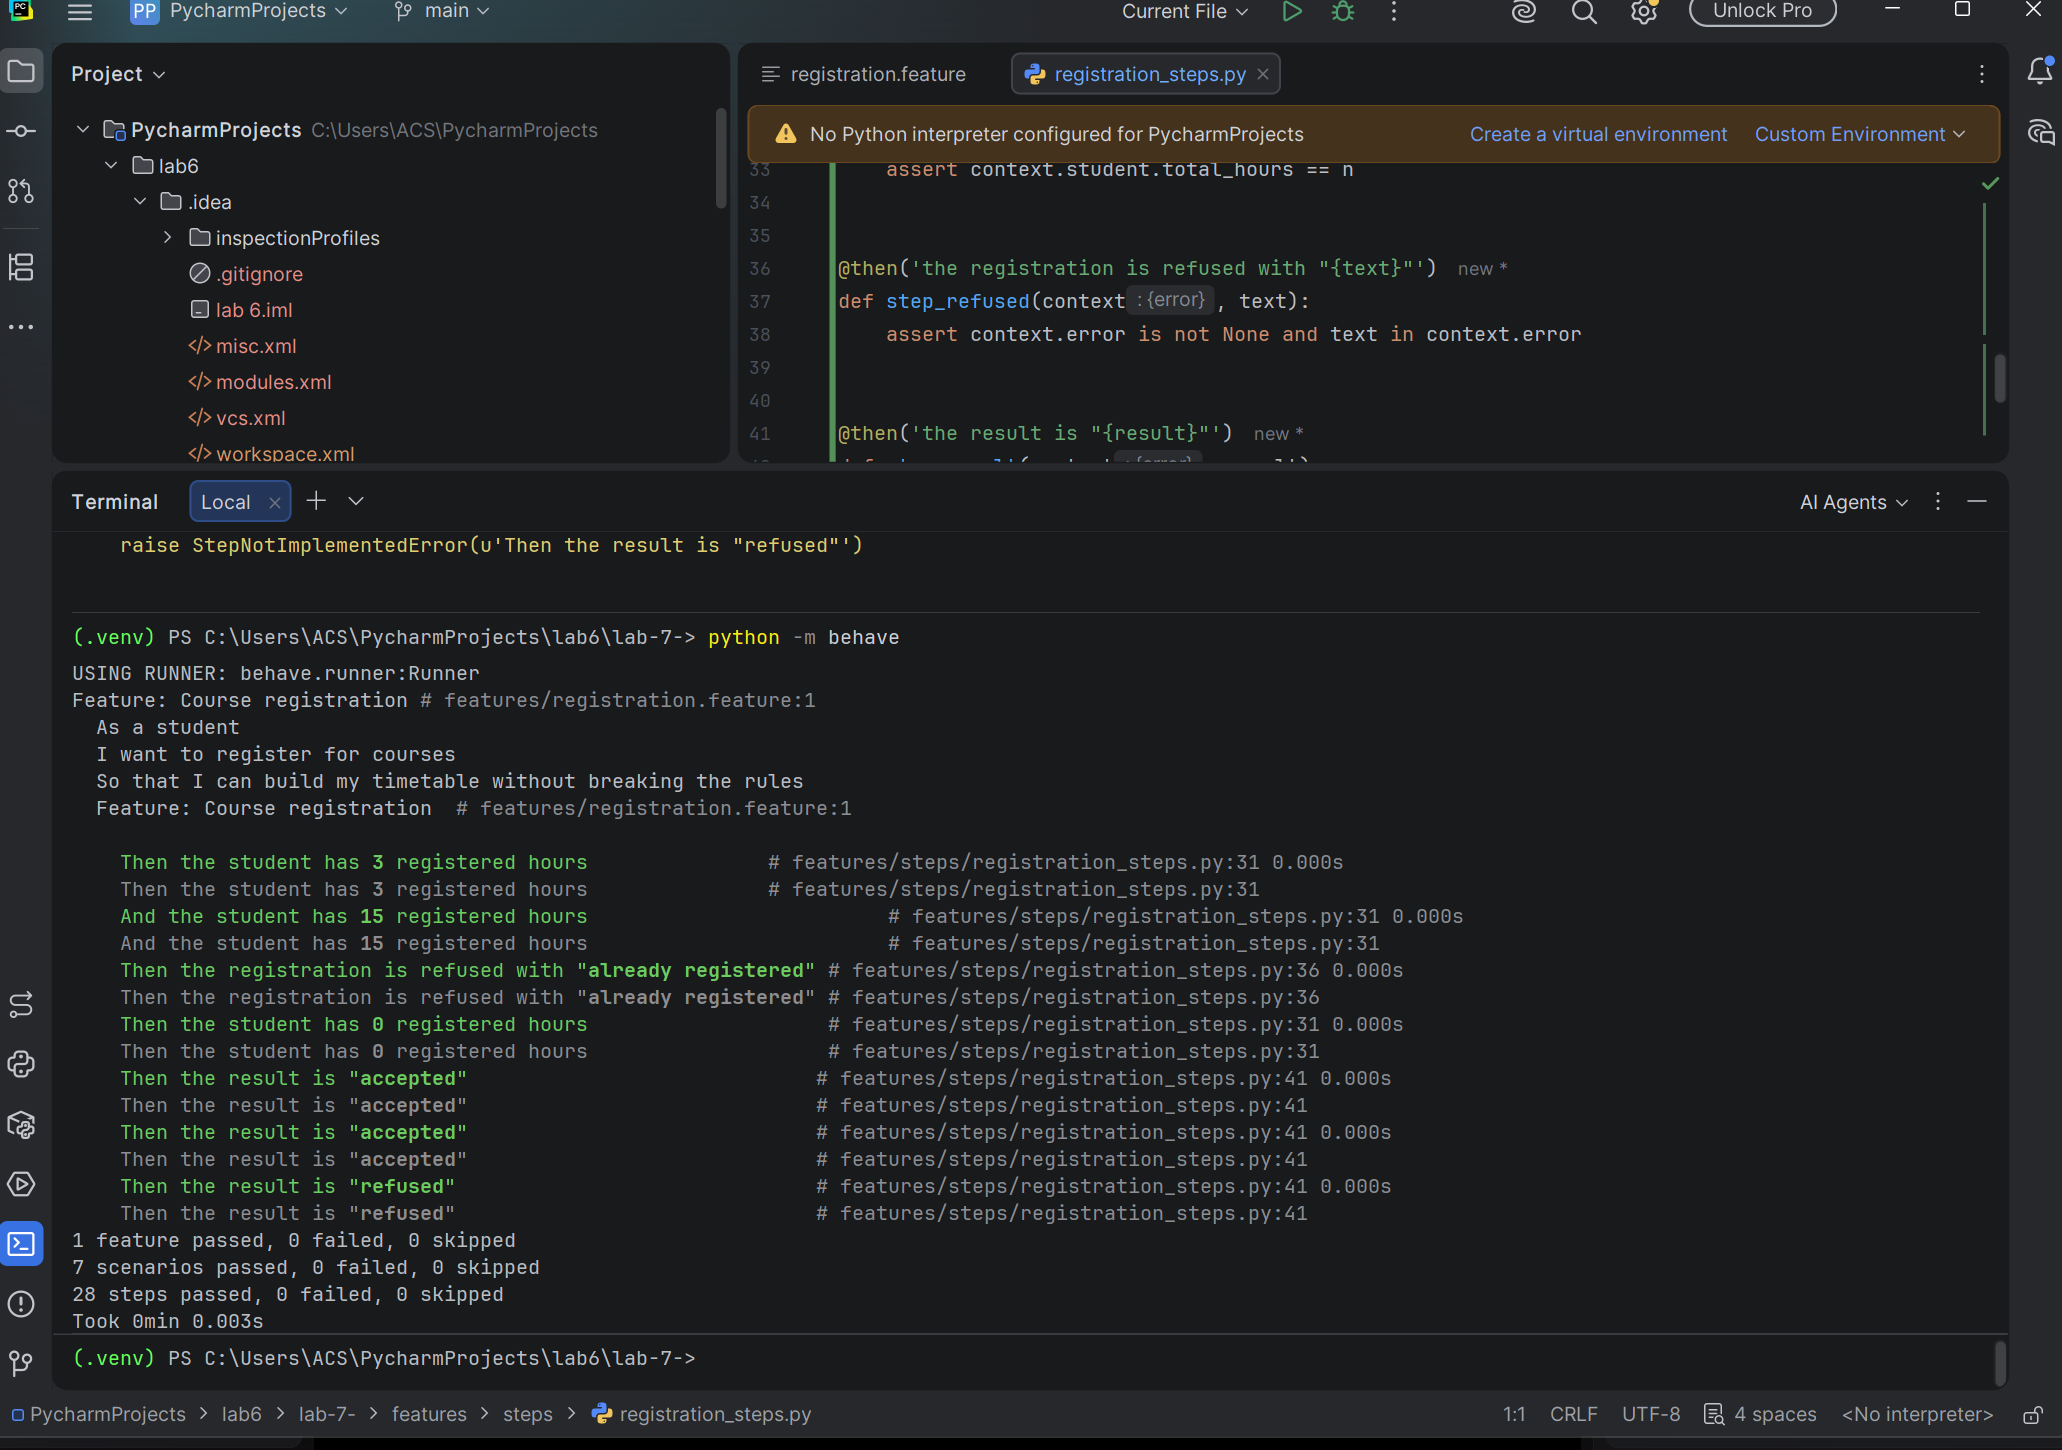 PC
PP PycharmProjects main Current File Unlock Pro
Project
PycharmProjects C:\Users\ACS\PycharmProjects
lab6
.idea
inspectionProfiles
.gitignore
lab 6.iml
</> misc.xml
</> modules.xml
</> vcs.xml
</> workspace.xml
registration.feature registration_steps.py
No Python interpreter configured for PycharmProjects Create a virtual environment Custom Environment
33 assert context.student.total_hours == n
34
35
36 @then('the registration is refused with "{text}"') new *
37 def step_refused(context : {error} , text):
38 assert context.error is not None and text in context.error
39
40
41 @then('the result is "{result}"') new *
Terminal Local AI Agents
raise StepNotImplementedError(u'Then the result is "refused"')
(.venv) PS C:\Users\ACS\PycharmProjects\lab6\lab-7-> python -m behave
USING RUNNER: behave.runner:Runner
Feature: Course registration # features/registration.feature:1
As a student
I want to register for courses
So that I can build my timetable without breaking the rules
Feature: Course registration # features/registration.feature:1
Then the student has 3 registered hours # features/steps/registration_steps.py:31 0.000s
Then the student has 3 registered hours # features/steps/registration_steps.py:31
And the student has 15 registered hours # features/steps/registration_steps.py:31 0.000s
And the student has 15 registered hours # features/steps/registration_steps.py:31
Then the registration is refused with "already registered" # features/steps/registration_steps.py:36 0.000s
Then the registration is refused with "already registered" # features/steps/registration_steps.py:36
Then the student has 0 registered hours # features/steps/registration_steps.py:31 0.000s
Then the student has 0 registered hours # features/steps/registration_steps.py:31
Then the result is "accepted" # features/steps/registration_steps.py:41 0.000s
Then the result is "accepted" # features/steps/registration_steps.py:41
Then the result is "accepted" # features/steps/registration_steps.py:41 0.000s
Then the result is "accepted" # features/steps/registration_steps.py:41
Then the result is "refused" # features/steps/registration_steps.py:41 0.000s
Then the result is "refused" # features/steps/registration_steps.py:41
1 feature passed, 0 failed, 0 skipped
7 scenarios passed, 0 failed, 0 skipped
28 steps passed, 0 failed, 0 skipped
Took 0min 0.003s
(.venv) PS C:\Users\ACS\PycharmProjects\lab6\lab-7->
PycharmProjects > lab6 > lab-7- > features > steps > registration_steps.py 1:1 CRLF UTF-8 4 spaces <No interpreter>